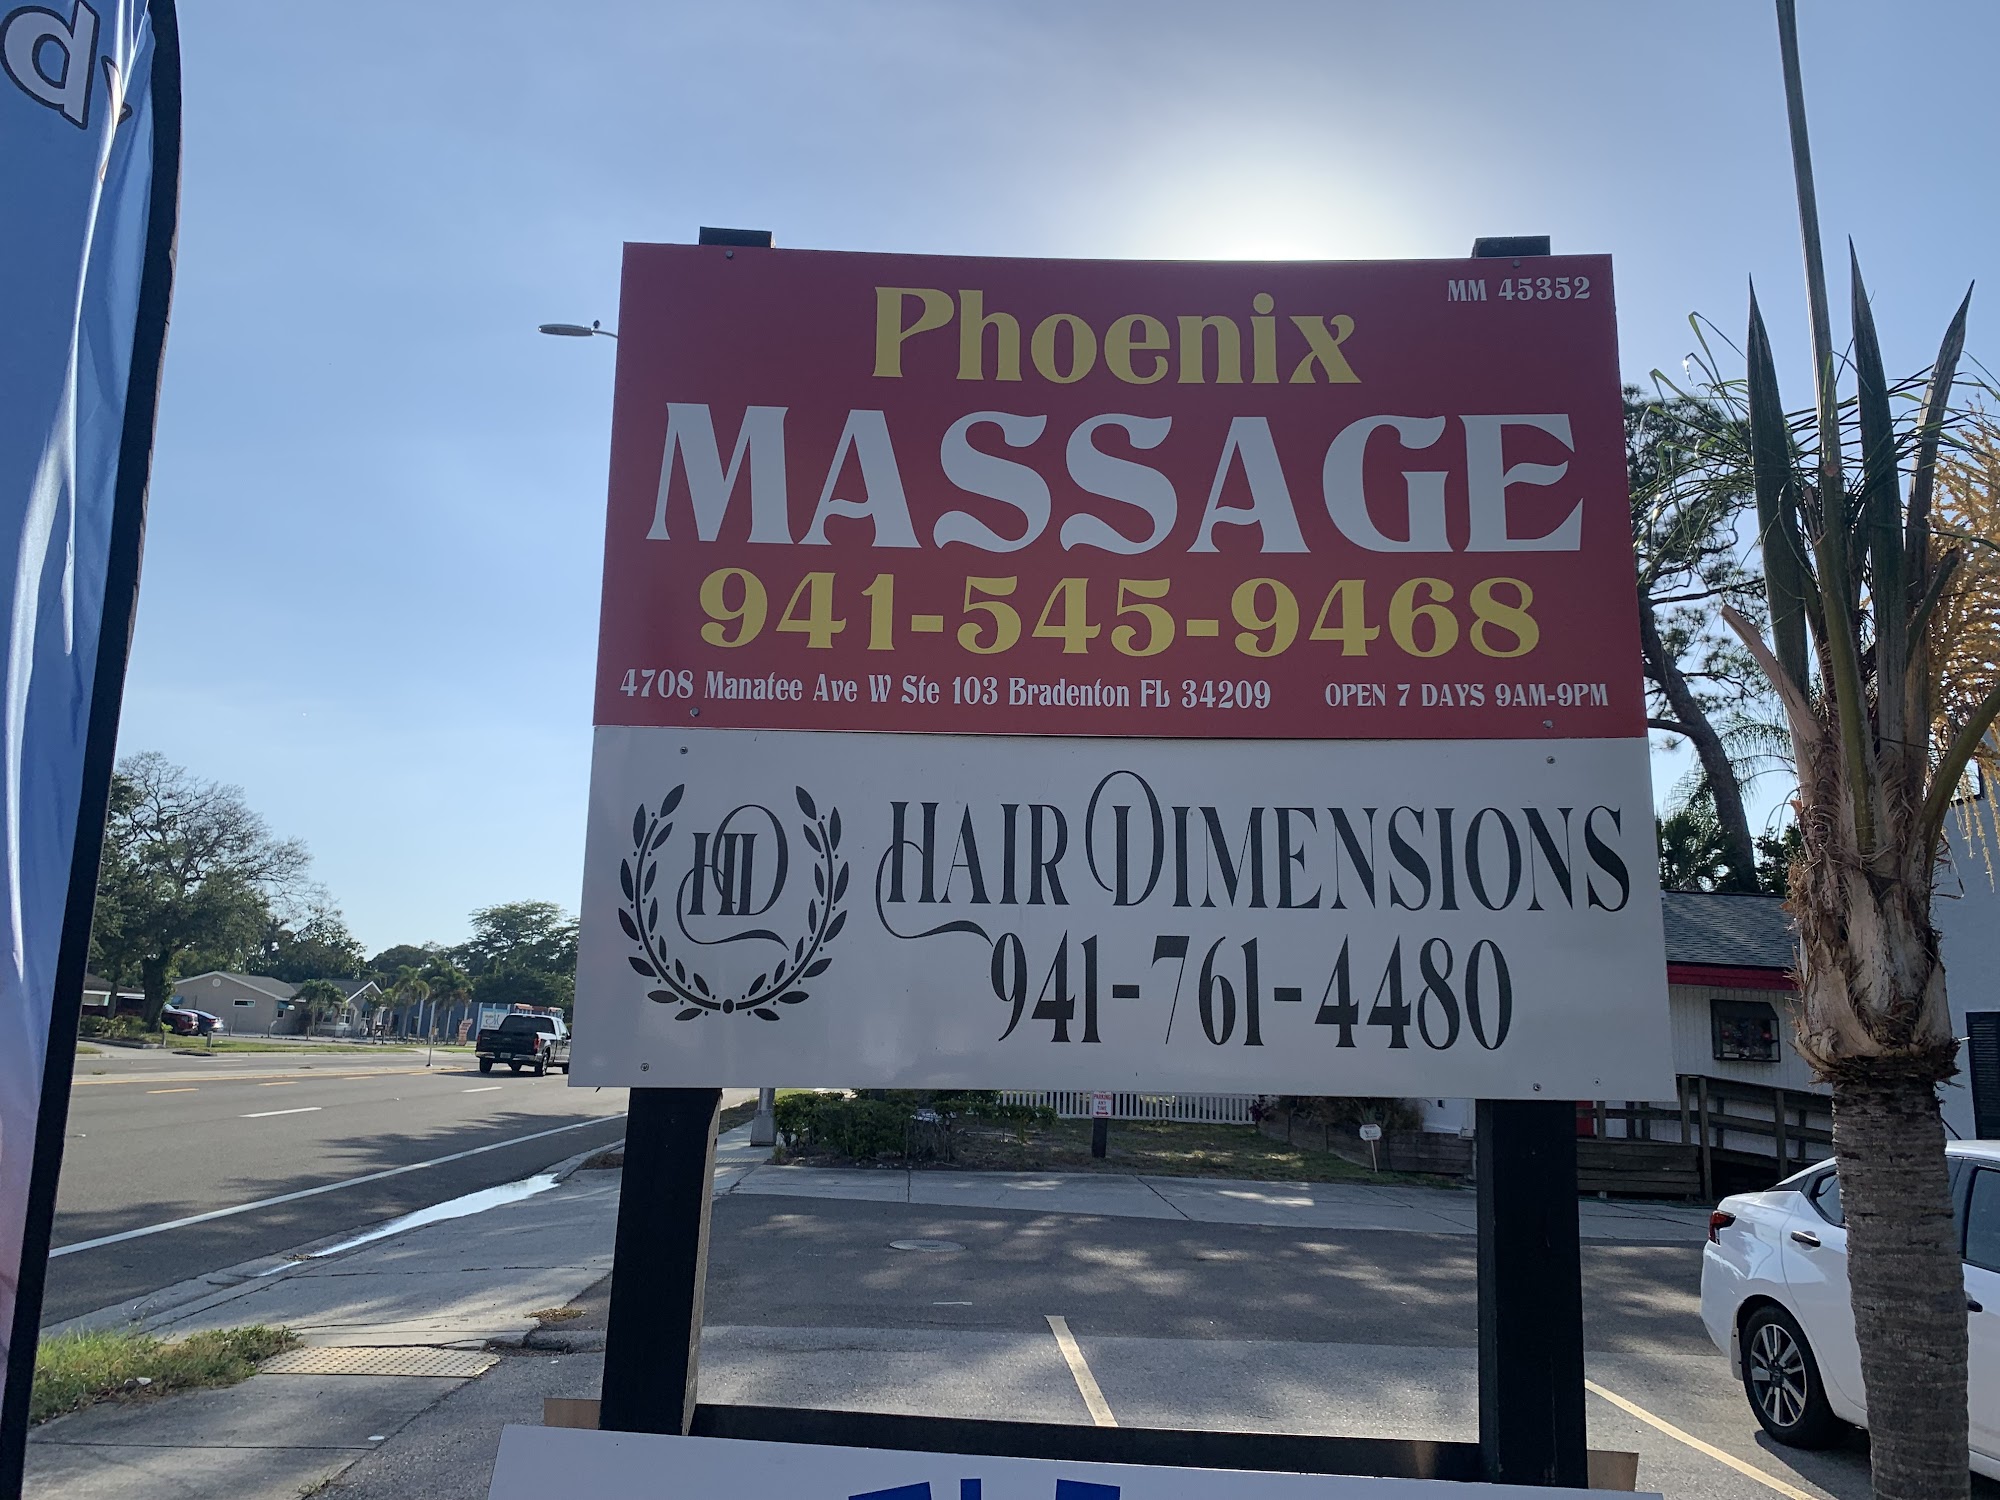 MM 45352
Phoenix
MASSAGE
941-545-9468
4708 Manatee Ave W Ste 103 Bradenton FL 34209 OPEN 7 DAYS 9AM-9PM
HD
HAIR DIMENSIONS
941-761-4480